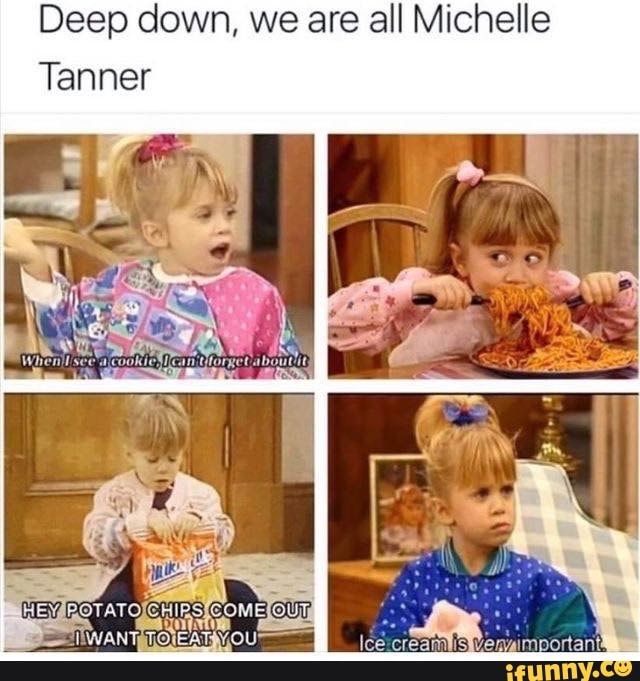 Deep down, we are all Michelle
Tanner
When I see a cookie, I can't forget about it
HEY POTATO CHIPS COME OUT
I WANT TO EAT YOU
POTATO
Ice cream is very important.
ifunny.co